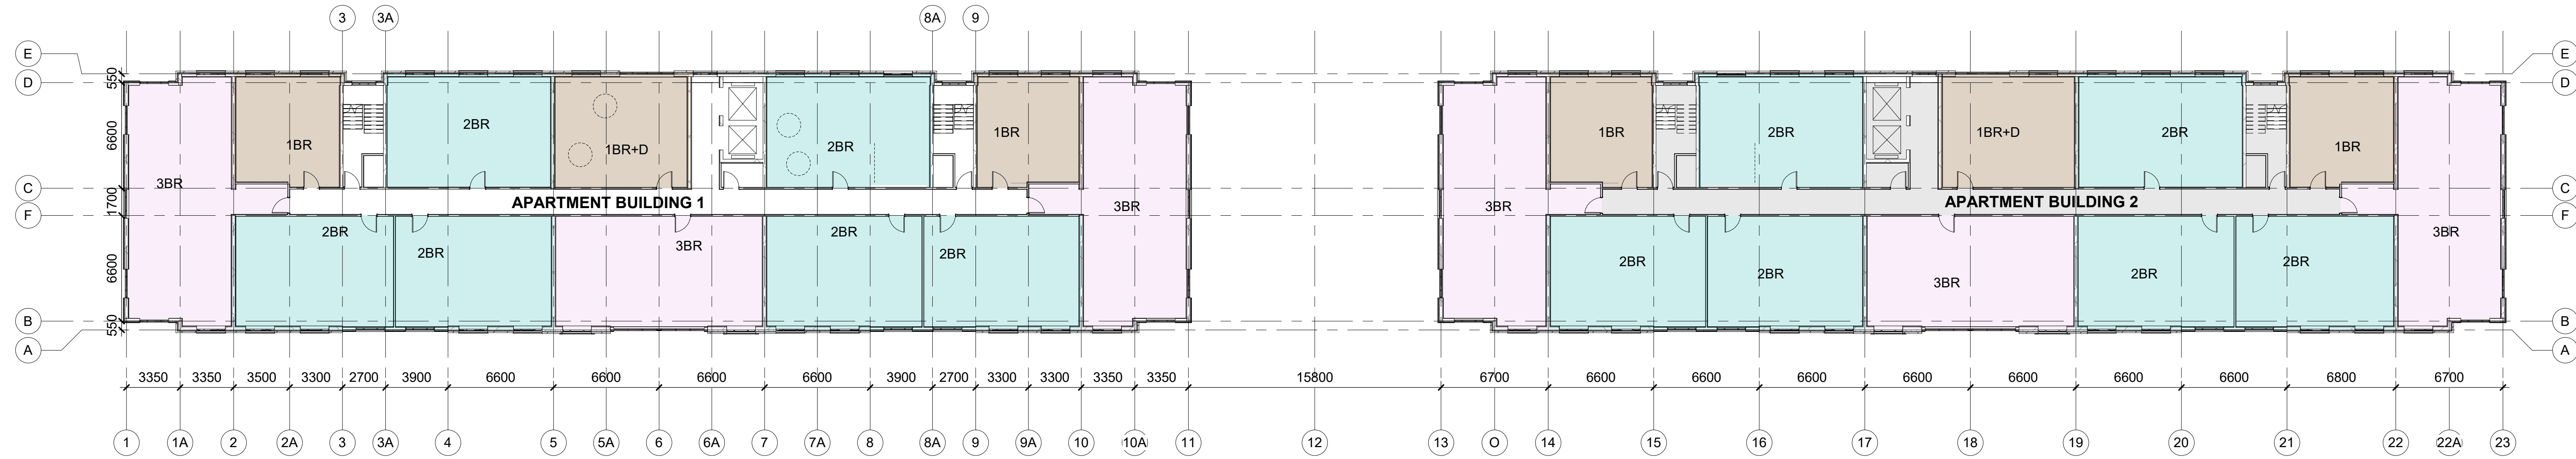 3 3A 8A 9
E E
D D
550
6600
1BR 2BR 1BR+D 2BR 1BR 1BR 2BR 1BR+D 2BR 1BR
3BR 3BR 3BR 3BR
C C
1700
APARTMENT BUILDING 1 APARTMENT BUILDING 2
F F
2BR 2BR 3BR 2BR 2BR 2BR 2BR 3BR 2BR 2BR
6600
B B
550
A A
3350 3350 3500 3300 2700 3900 6600 6600 6600 6600 3900 2700 3300 3300 3350 3350 15800 6700 6600 6600 6600 6600 6600 6600 6600 6800 6700
1 1A 2 2A 3 3A 4 5 5A 6 6A 7 7A 8 8A 9 9A 10 10A 11 12 13 O 14 15 16 17 18 19 20 21 22 22A 23